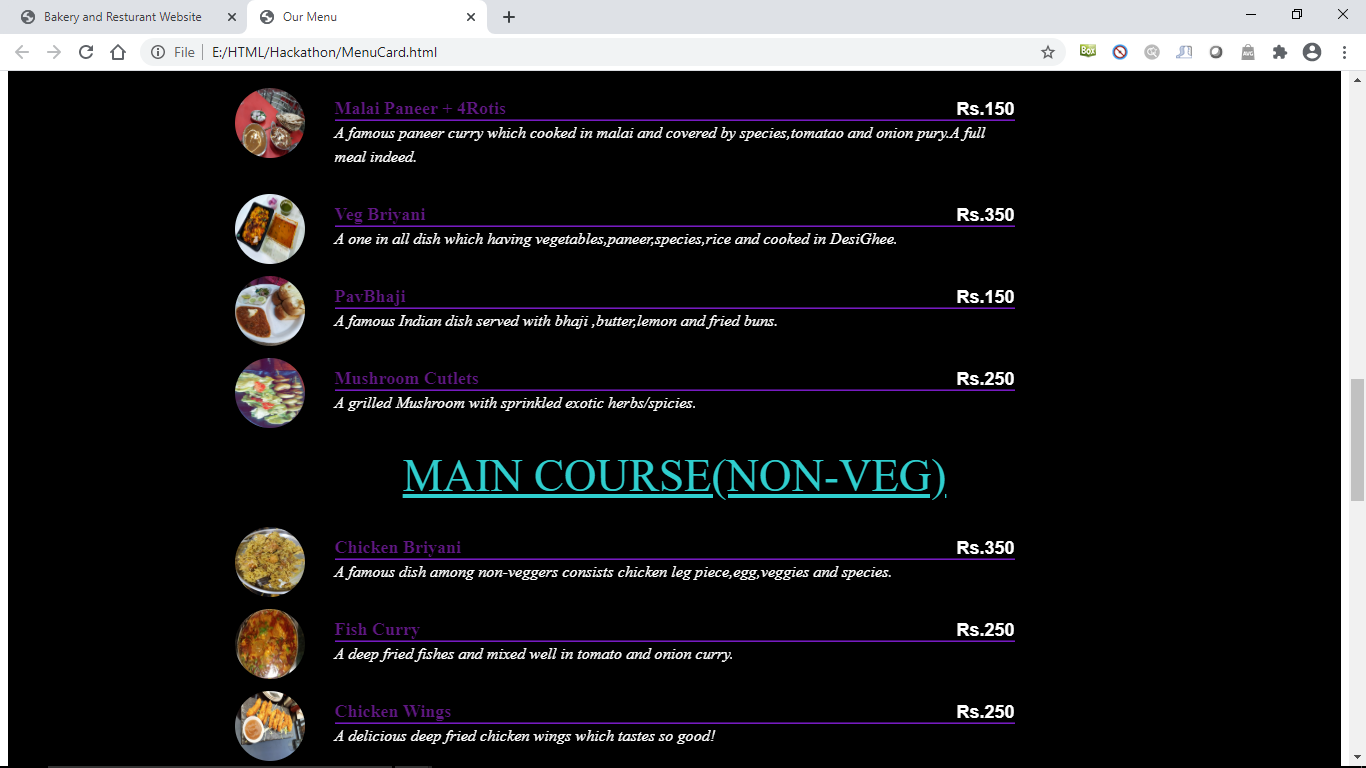 Bakery and Resturant Website
Our Menu
File
E:/HTML/Hackathon/MenuCard.html
Box
AVG
Malai Paneer + 4Rotis Rs.150
A famous paneer curry which cooked in malai and covered by species,tomatao and onion pury.A full
meal indeed.
Veg Briyani Rs.350
A one in all dish which having vegetables,paneer,species,rice and cooked in DesiGhee.
PavBhaji Rs.150
A famous Indian dish served with bhaji ,butter,lemon and fried buns.
Mushroom Cutlets Rs.250
A grilled Mushroom with sprinkled exotic herbs/spicies.
MAIN COURSE(NON-VEG)
Chicken Briyani Rs.350
A famous dish among non-veggers consists chicken leg piece,egg,veggies and species.
Fish Curry Rs.250
A deep fried fishes and mixed well in tomato and onion curry.
Chicken Wings Rs.250
A delicious deep fried chicken wings which tastes so good!